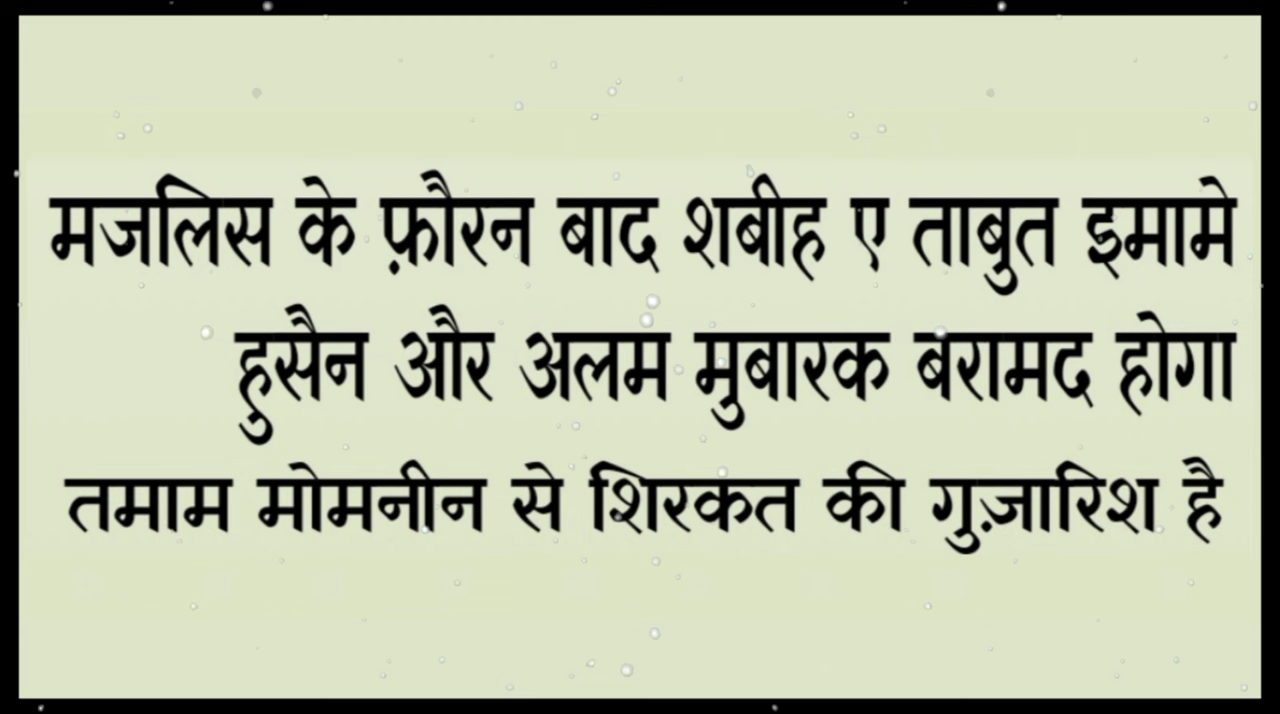 मजलिस के फ़ौरन बाद शबीह ए ताबुत इमामे
हुसैन और अलम मुबारक बरामद होगा
तमाम मोमनीन से शिरकत की गुज़ारिश है